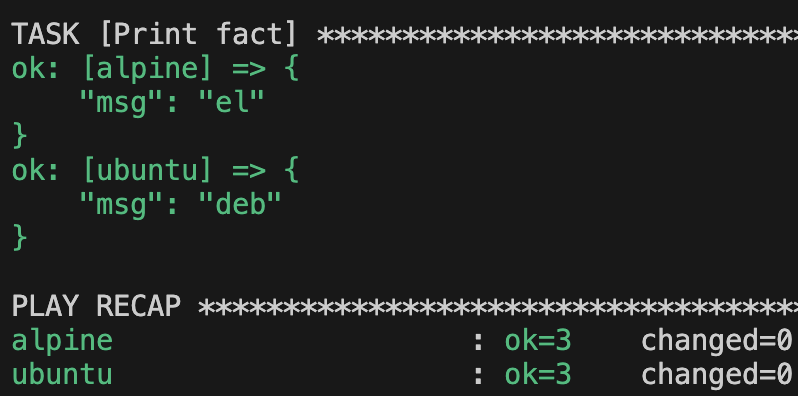 TASK [Print fact] ****************************
ok: [alpine] => {
    "msg": "el"
}
ok: [ubuntu] => {
    "msg": "deb"
}
PLAY RECAP ***********************************
alpine                     : ok=3    changed=0
ubuntu                     : ok=3    changed=0